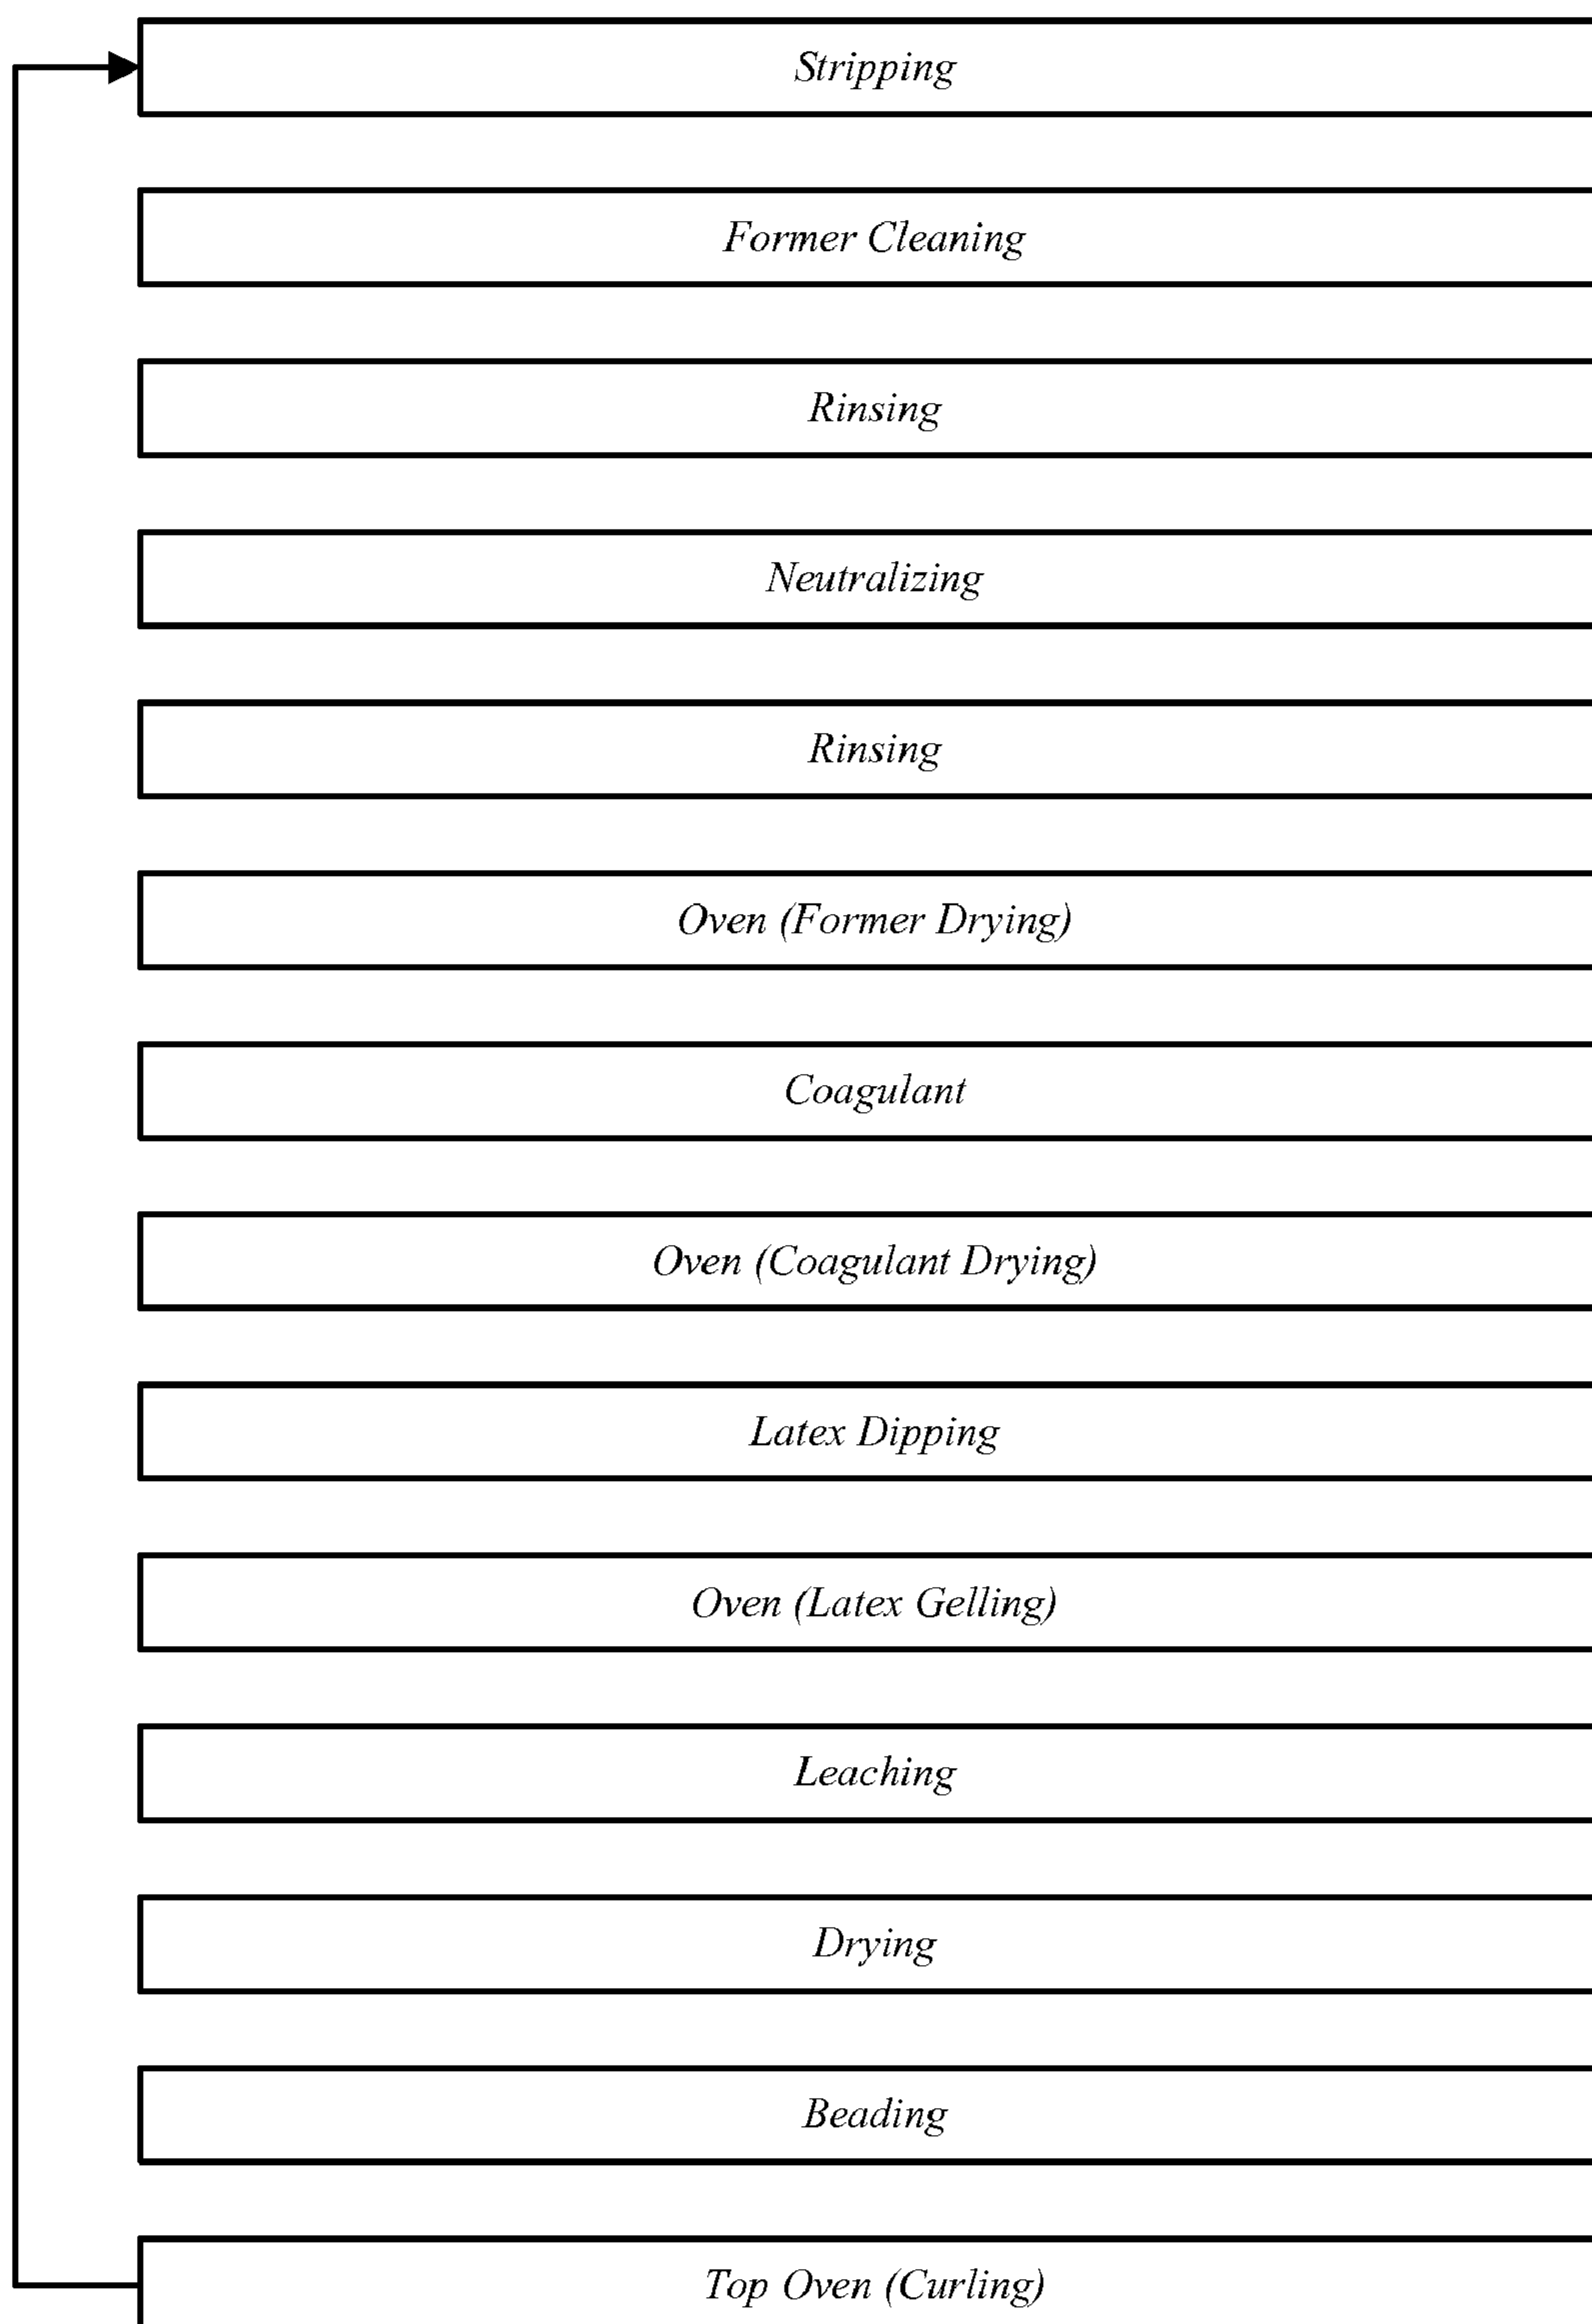 Stripping
Former Cleaning
Rinsing
Neutralizing
Rinsing
Oven (Former Drying)
Coagulant
Oven (Coagulant Drying)
Latex Dipping
Oven (Latex Gelling)
Leaching
Drying
Beading
Top Oven (Curling)